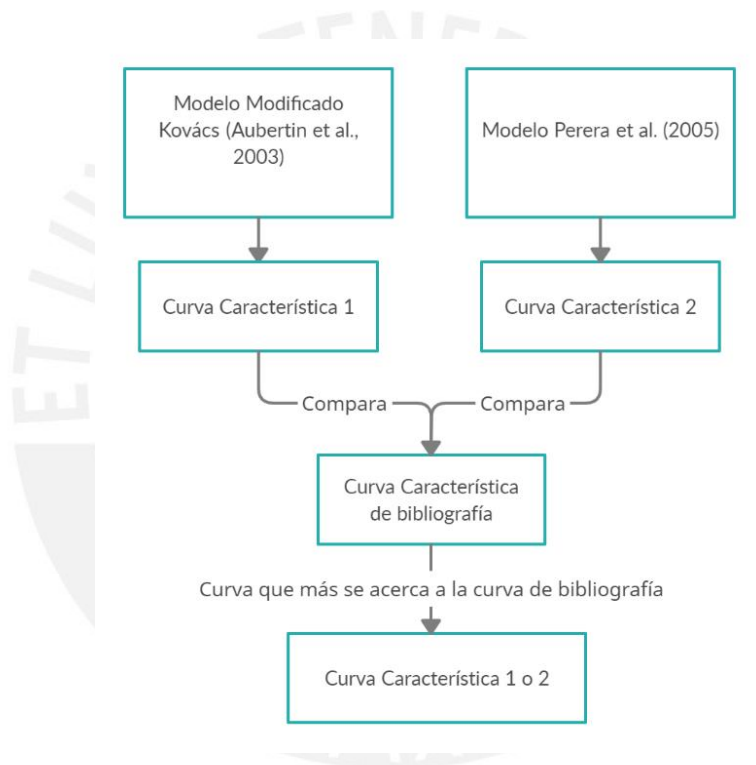 Modelo Modificado
Kovács (Aubertin et al.,
2003)
Modelo Perera et al. (2005)
Curva Característica 1
Curva Característica 2
Compara
Compara
Curva Característica
de bibliografía
Curva que más se acerca a la curva de bibliografía
Curva Característica 1 o 2